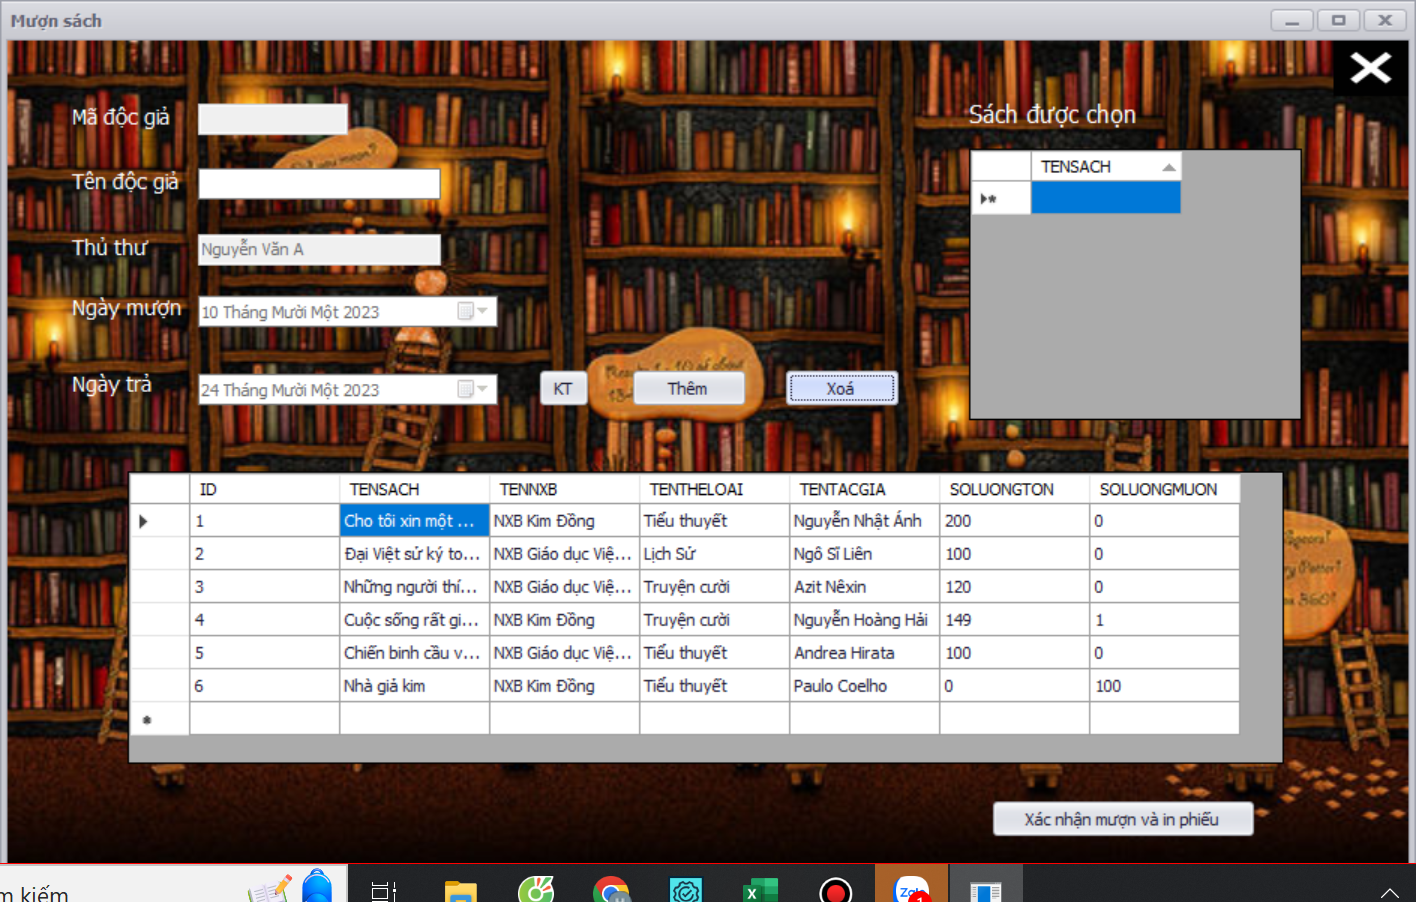 Mượn sách
Mã độc giả
Sách được chọn
TENSACH
Tên độc giả
Thủ thư
Nguyễn Văn A
Ngày mượn
10 Tháng Mười Một 2023
Ngày trả
24 Tháng Mười Một 2023
KT
Thêm
Xoá
ID TENSACH TENNXB TENTHELOAI TENTACGIA SOLUONGTON SOLUONGMUON
1 Cho tôi xin một ... NXB Kim Đồng Tiểu thuyết Nguyễn Nhật Ánh 200 0
2 Đại Việt sử ký to... NXB Giáo dục Việ... Lịch Sử Ngô Sĩ Liên 100 0
3 Những người thí... NXB Giáo dục Việ... Truyện cười Azit Nêxin 120 0
4 Cuộc sống rất gi... NXB Kim Đồng Truyện cười Nguyễn Hoàng Hải 149 1
5 Chiến binh cầu v... NXB Giáo dục Việ... Tiểu thuyết Andrea Hirata 100 0
6 Nhà giả kim NXB Kim Đồng Tiểu thuyết Paulo Coelho 0 100
Xác nhận mượn và in phiếu
m kiếm
Zalo
1